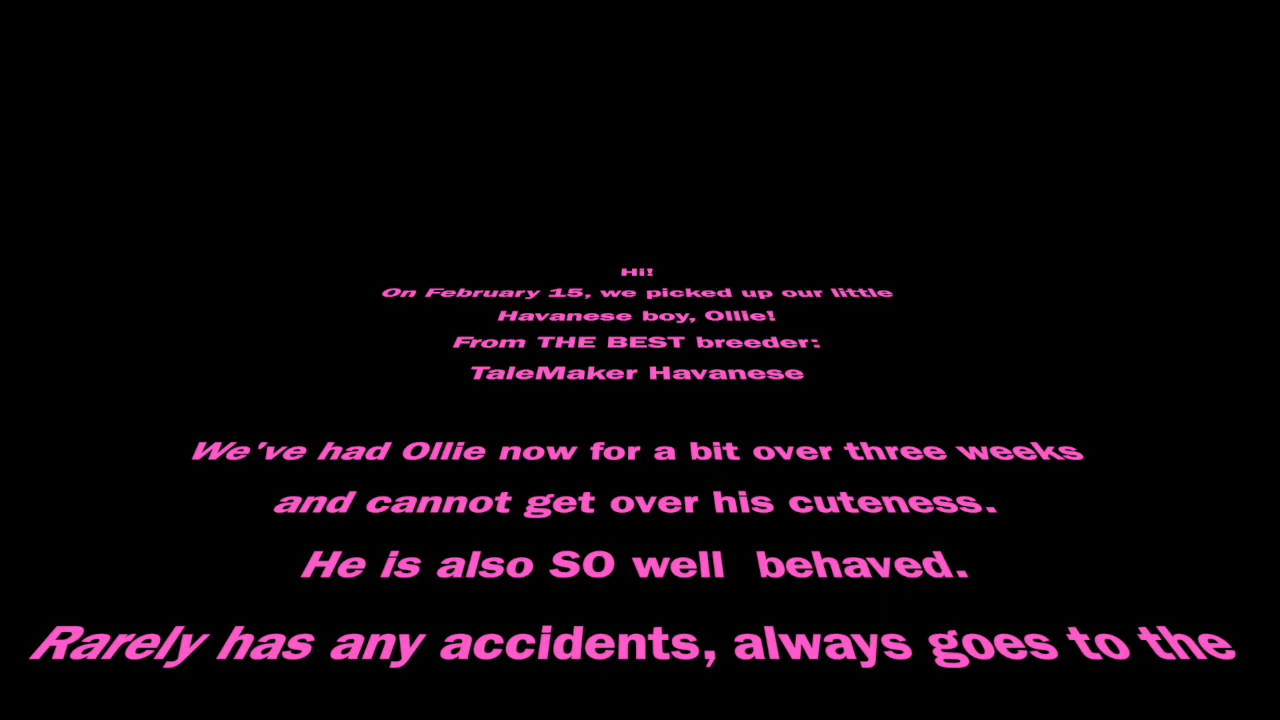 Hi!
On February 15, we picked up our little
Havanese boy, Ollie!
From THE BEST breeder:
TaleMaker Havanese
We've had Ollie now for a bit over three weeks
and cannot get over his cuteness.
He is also SO well  behaved.
Rarely has any accidents, always goes to the